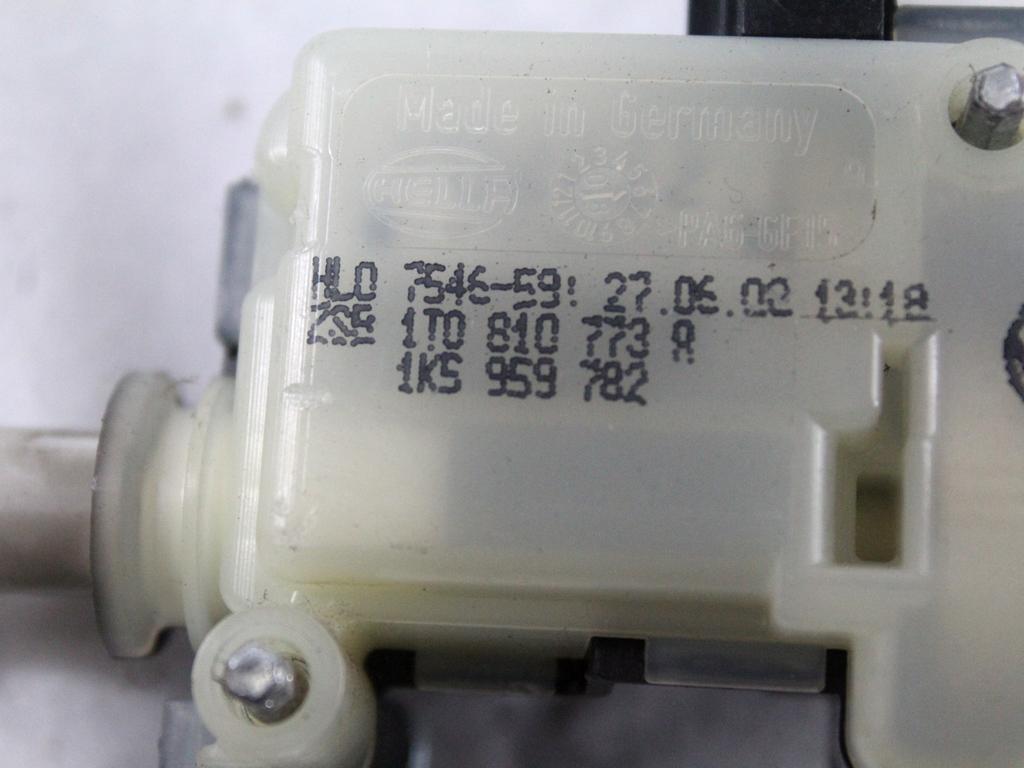 Made in Germany
HELLA
PA6-GF15
HLO 7546-59! 27.06.02 13:18
1T0 810 773 A
1K5 959 782